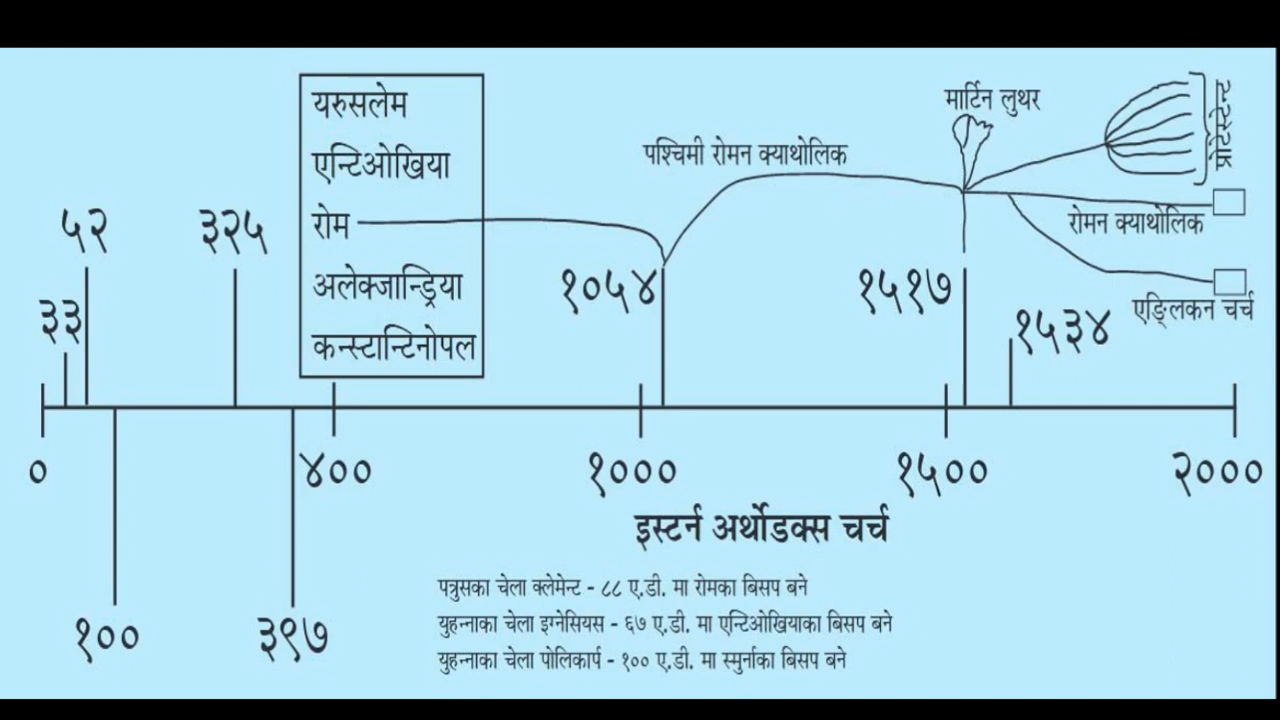 यरुसलेम
एन्टिओखिया
रोम
अलेक्जान्ड्रिया
कन्स्टान्टिनोपल
मार्टिन लुथर
प्रोटेस्टेन्ट
पश्चिमी रोमन क्याथोलिक
रोमन क्याथोलिक
एङ्लिकन चर्च
३३
५२
३२५
१०५४
१५१७
१५३४
०
४००
१०००
१५००
२०००
१००
३९७
इस्टर्न अर्थोडक्स चर्च
पत्रुसका चेला क्लेमेन्ट - ८८ ए.डी. मा रोमका बिसप बने
युहन्नाका चेला इग्नेसियस - ६७ ए.डी. मा एन्टिओखियाका बिसप बने
युहन्नाका चेला पोलिकार्प - १०० ए.डी. मा स्मुर्नाका बिसप बने